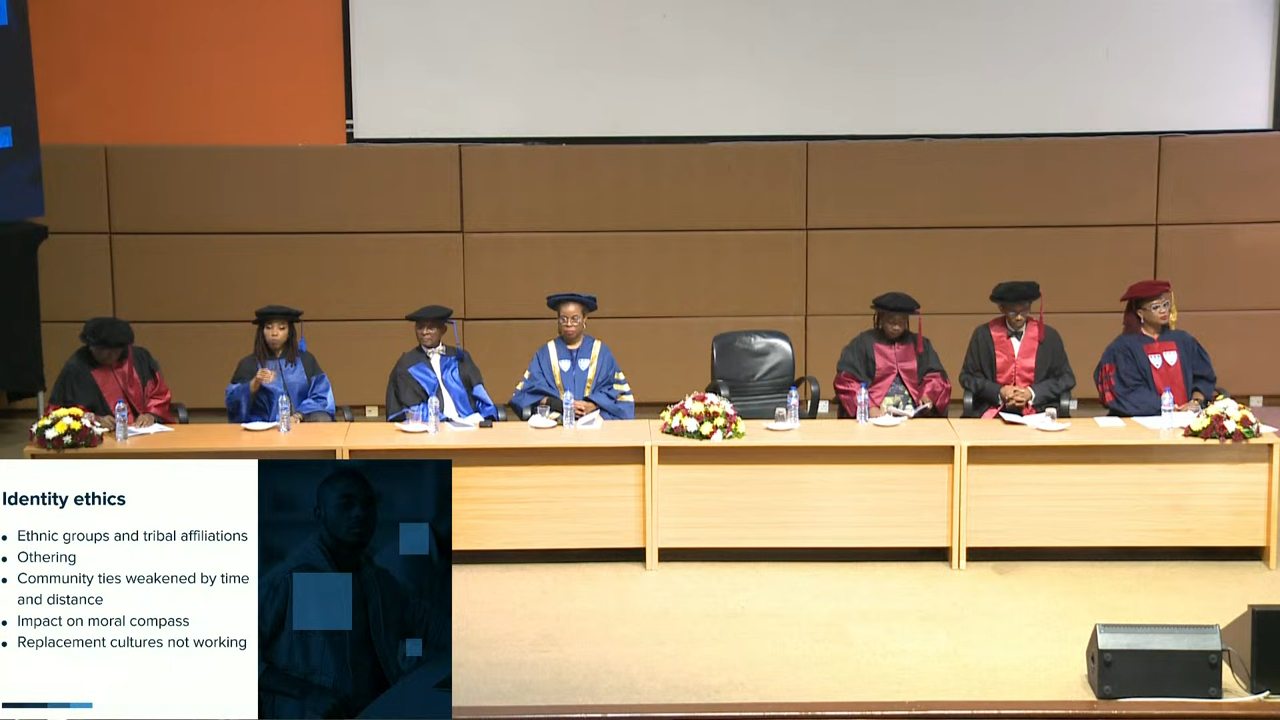 Identity ethics
Ethnic groups and tribal affiliations
Othering
Community ties weakened by time
and distance
Impact on moral compass
Replacement cultures not working